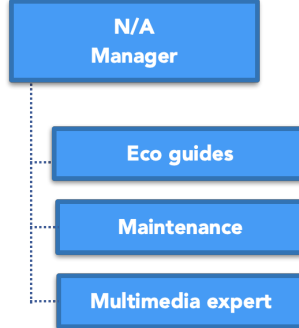 N/A
Manager
Eco guides
Maintenance
Multimedia expert